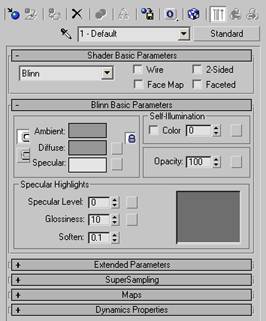 1 - Default
Standard
Shader Basic Parameters
Blinn
Wire
2-Sided
Face Map
Faceted
Blinn Basic Parameters
Self-Illumination
Ambient:
Color 0
Diffuse:
Specular:
Opacity: 100
Specular Highlights
Specular Level: 0
Glossiness: 10
Soften: 0.1
Extended Parameters
SuperSampling
Maps
Dynamics Properties